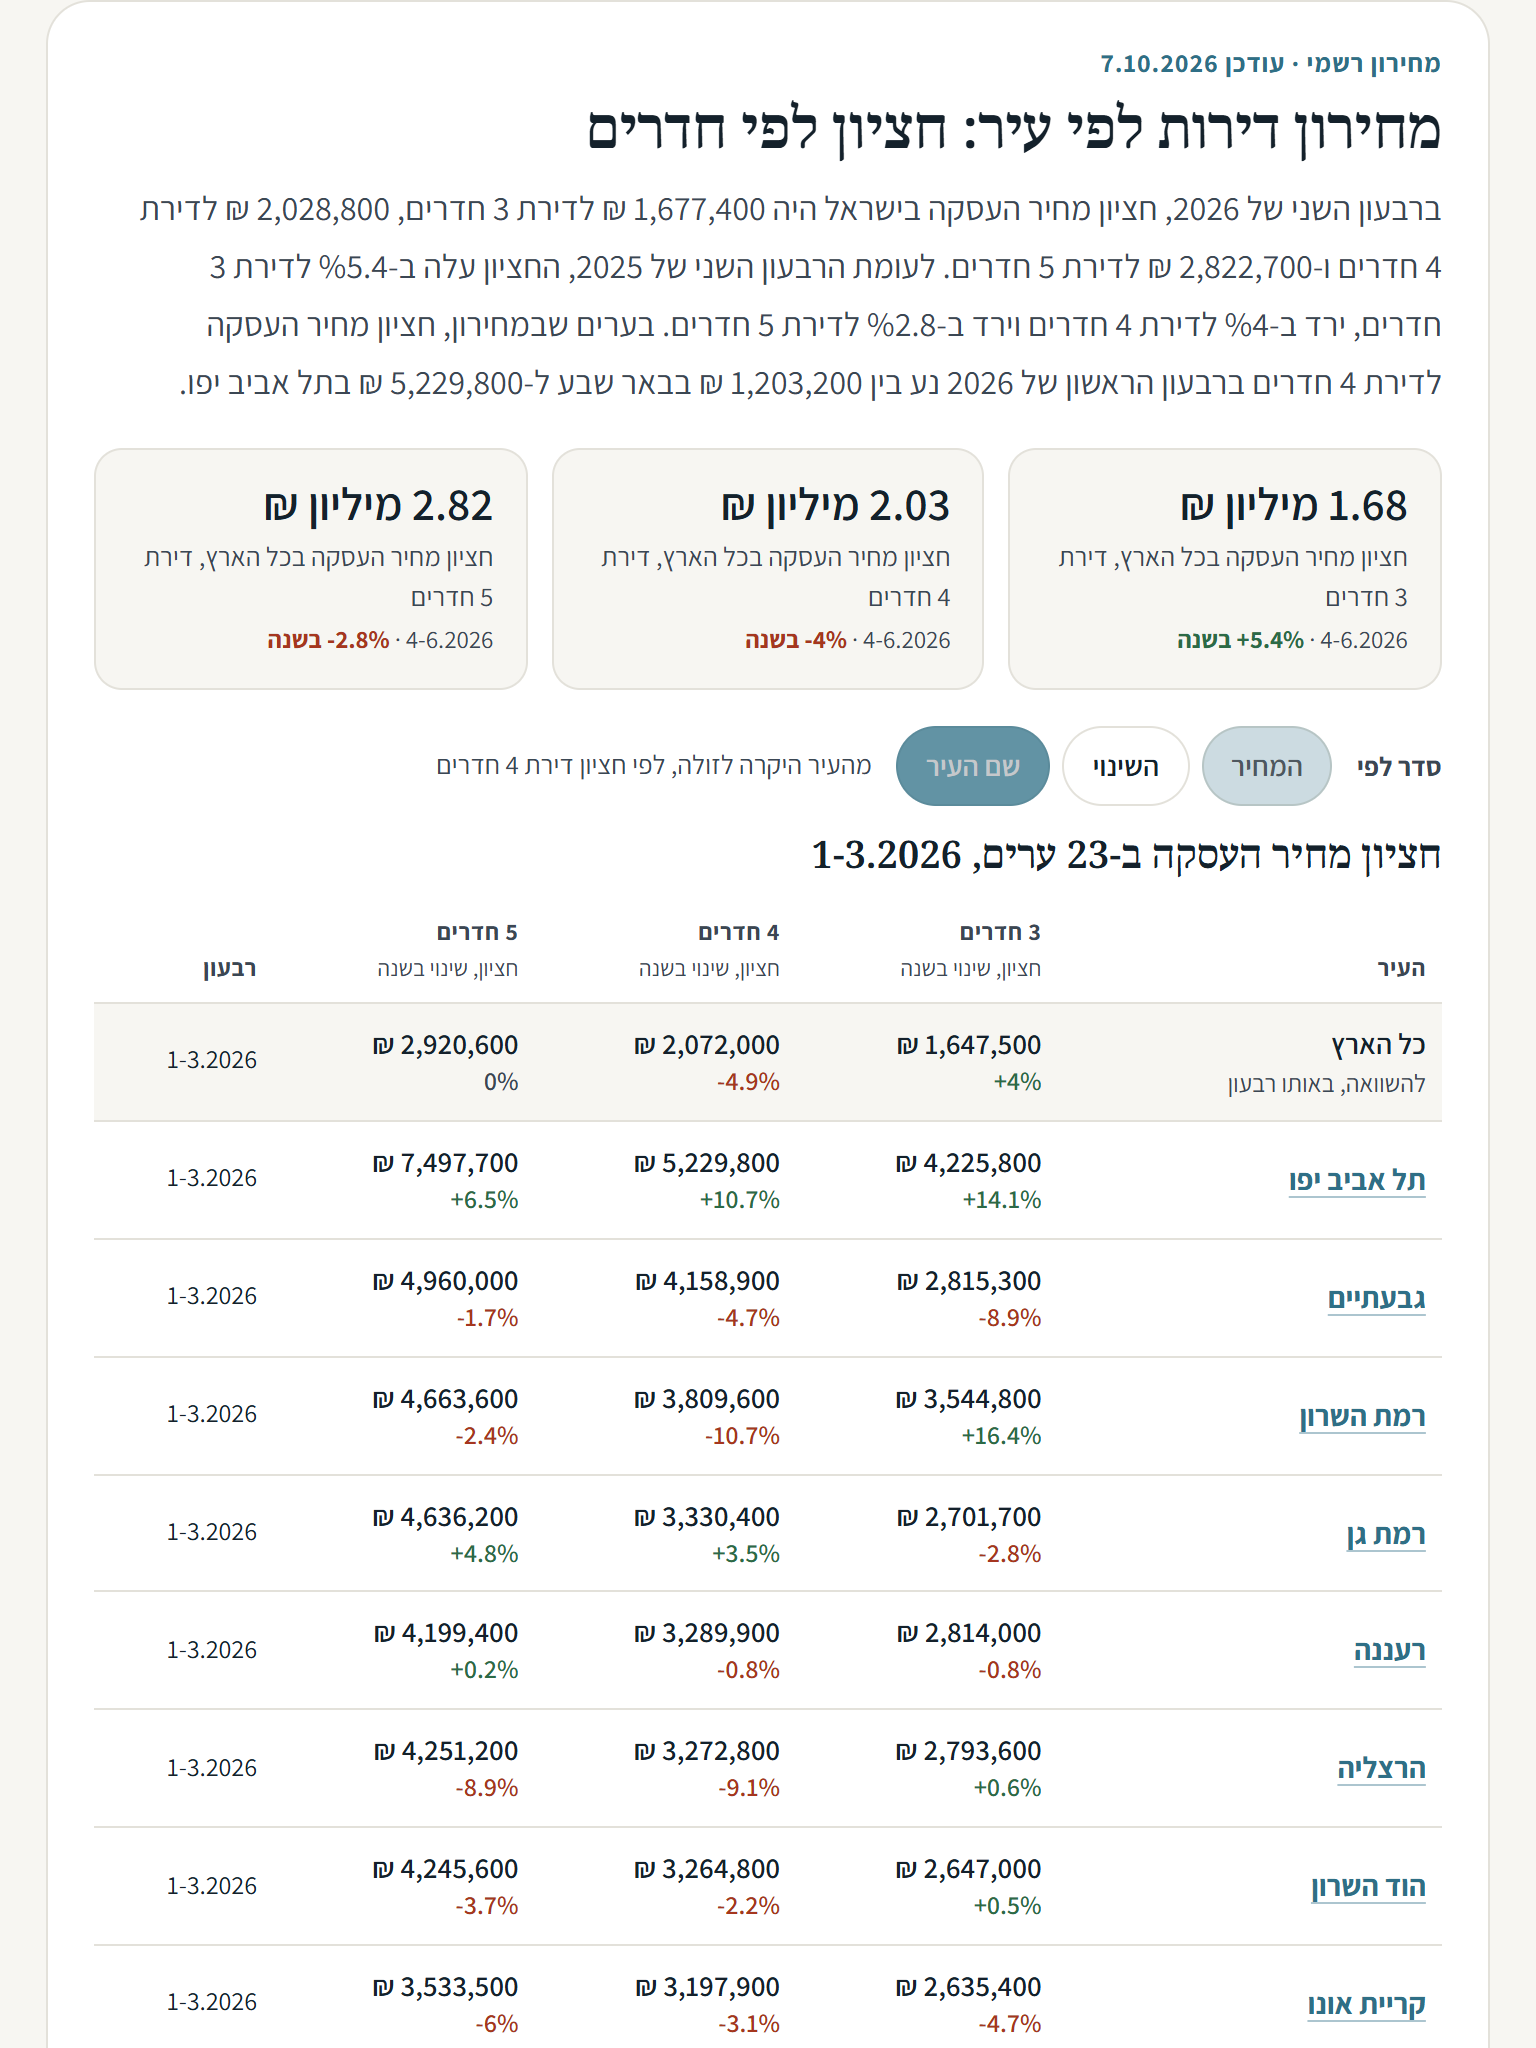 מחירון רשמי · עודכן 7.10.2026
מחירון דירות לפי עיר: חציון לפי חדרים
ברבעון השני של 2026, חציון מחיר העסקה בישראל היה 1,677,400 ₪ לדירת 3 חדרים, 2,028,800 ₪ לדירת
4 חדרים ו-2,822,700 ₪ לדירת 5 חדרים. לעומת הרבעון השני של 2025, החציון עלה ב-5.4% לדירת 3
חדרים, ירד ב-4% לדירת 4 חדרים וירד ב-2.8% לדירת 5 חדרים. בערים שבמחירון, חציון מחיר העסקה
לדירת 4 חדרים ברבעון הראשון של 2026 נע בין 1,203,200 ₪ בבאר שבע ל-5,229,800 ₪ בתל אביב יפו.
1.68 מיליון ₪
חציון מחיר העסקה בכל הארץ, דירת
3 חדרים
4-6.2026 · +5.4% בשנה
2.03 מיליון ₪
חציון מחיר העסקה בכל הארץ, דירת
4 חדרים
4-6.2026 · -4% בשנה
2.82 מיליון ₪
חציון מחיר העסקה בכל הארץ, דירת
5 חדרים
4-6.2026 · -2.8% בשנה
סדר לפי המחיר השינוי שם העיר מהעיר היקרה לזולה, לפי חציון דירת 4 חדרים
חציון מחיר העסקה ב-23 ערים, 1-3.2026
העיר 3 חדרים 4 חדרים 5 חדרים רבעון
חציון, שינוי בשנה חציון, שינוי בשנה חציון, שינוי בשנה
כל הארץ 1,647,500 ₪ 2,072,000 ₪ 2,920,600 ₪ 1-3.2026
להשוואה, באותו רבעון +4% -4.9% 0%
תל אביב יפו 4,225,800 ₪ 5,229,800 ₪ 7,497,700 ₪ 1-3.2026
+14.1% +10.7% +6.5%
גבעתיים 2,815,300 ₪ 4,158,900 ₪ 4,960,000 ₪ 1-3.2026
-8.9% -4.7% -1.7%
רמת השרון 3,544,800 ₪ 3,809,600 ₪ 4,663,600 ₪ 1-3.2026
+16.4% -10.7% -2.4%
רמת גן 2,701,700 ₪ 3,330,400 ₪ 4,636,200 ₪ 1-3.2026
-2.8% +3.5% +4.8%
רעננה 2,814,000 ₪ 3,289,900 ₪ 4,199,400 ₪ 1-3.2026
-0.8% -0.8% +0.2%
הרצליה 2,793,600 ₪ 3,272,800 ₪ 4,251,200 ₪ 1-3.2026
+0.6% -9.1% -8.9%
הוד השרון 2,647,000 ₪ 3,264,800 ₪ 4,245,600 ₪ 1-3.2026
+0.5% -2.2% -3.7%
קריית אונו 2,635,400 ₪ 3,197,900 ₪ 3,533,500 ₪ 1-3.2026
-4.7% -3.1% -6%